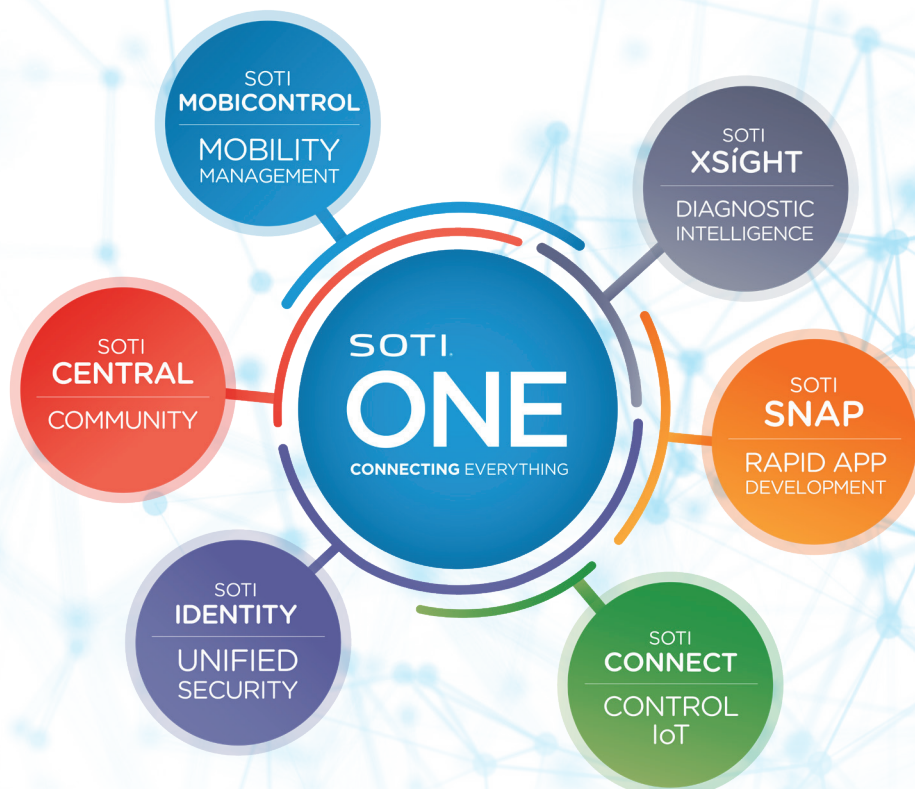 SOTI
MOBICONTROL
MOBILITY
MANAGEMENT
SOTI
XSíGHT
DIAGNOSTIC
INTELLIGENCE
SOTI
CENTRAL
COMMUNITY
SOTI.
ONE
CONNECTING EVERYTHING
SOTI
SNAP
RAPID APP
DEVELOPMENT
SOTI
IDENTITY
UNIFIED
SECURITY
SOTI
CONNECT
CONTROL
IoT